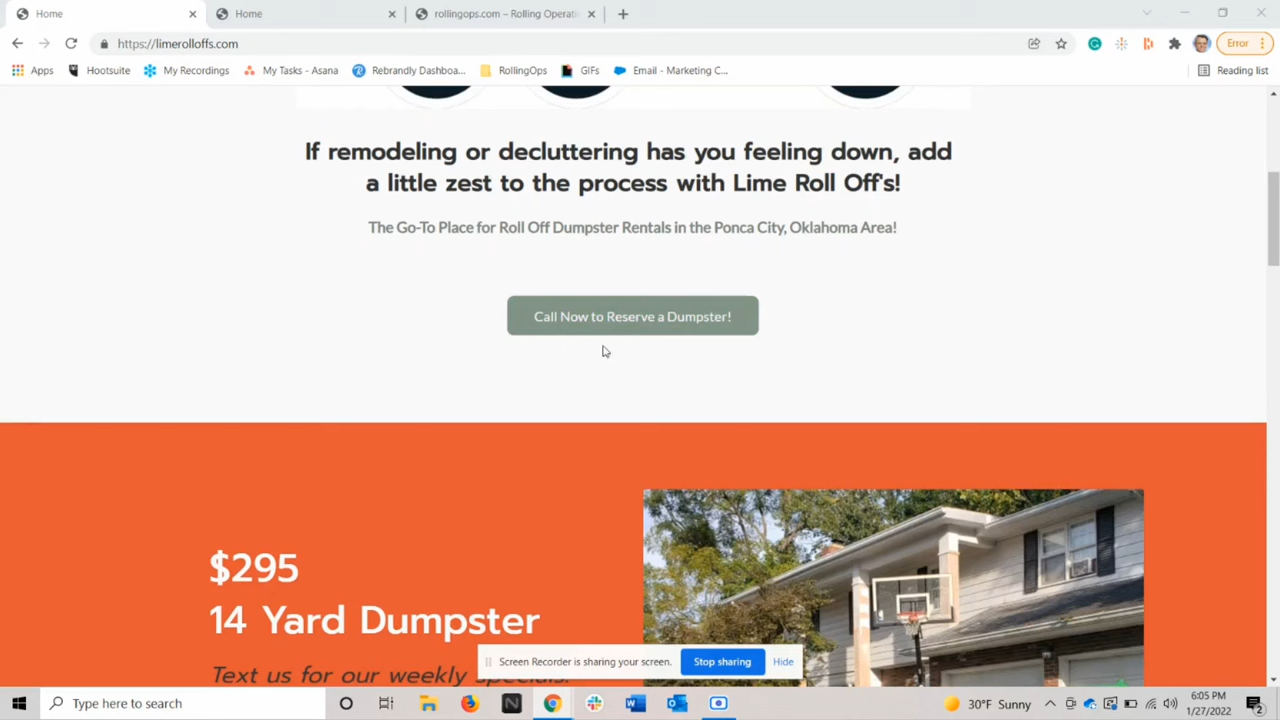 Home
Home
rollingops.com – Rolling Operati
https://limerolloffs.com
Error
Apps
Hootsuite
My Recordings
My Tasks - Asana
Rebrandly Dashboa...
RollingOps
GIFs
Email - Marketing C...
Reading list
If remodeling or decluttering has you feeling down, add
a little zest to the process with Lime Roll Off's!
The Go-To Place for Roll Off Dumpster Rentals in the Ponca City, Oklahoma Area!
Call Now to Reserve a Dumpster!
$295
14 Yard Dumpster
Text us for our weekly specials!
Screen Recorder is sharing your screen.
Stop sharing
Hide
Type here to search
30°F Sunny
6:05 PM
1/27/2022
2